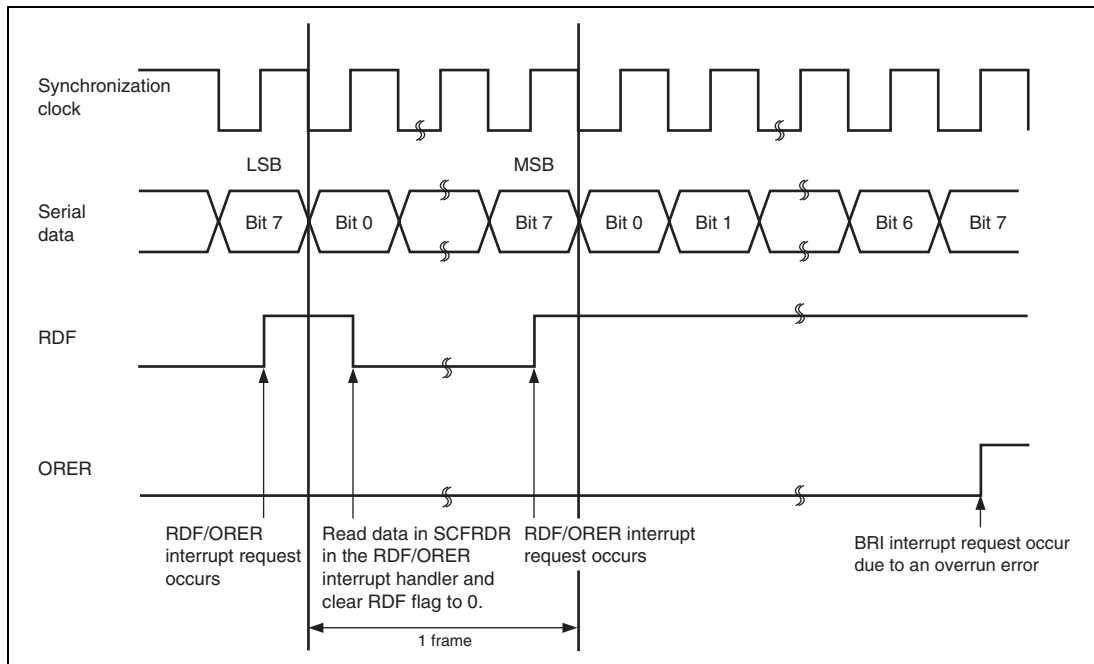 Synchronization
clock
LSB
MSB
Serial
data
Bit 7
Bit 0
Bit 7
Bit 0
Bit 1
Bit 6
Bit 7
RDF
ORER
RDF/ORER
interrupt request
occurs
Read data in SCFRDR
in the RDF/ORER
interrupt handler and
clear RDF flag to 0.
RDF/ORER interrupt
request occurs
BRI interrupt request occur
due to an overrun error
1 frame